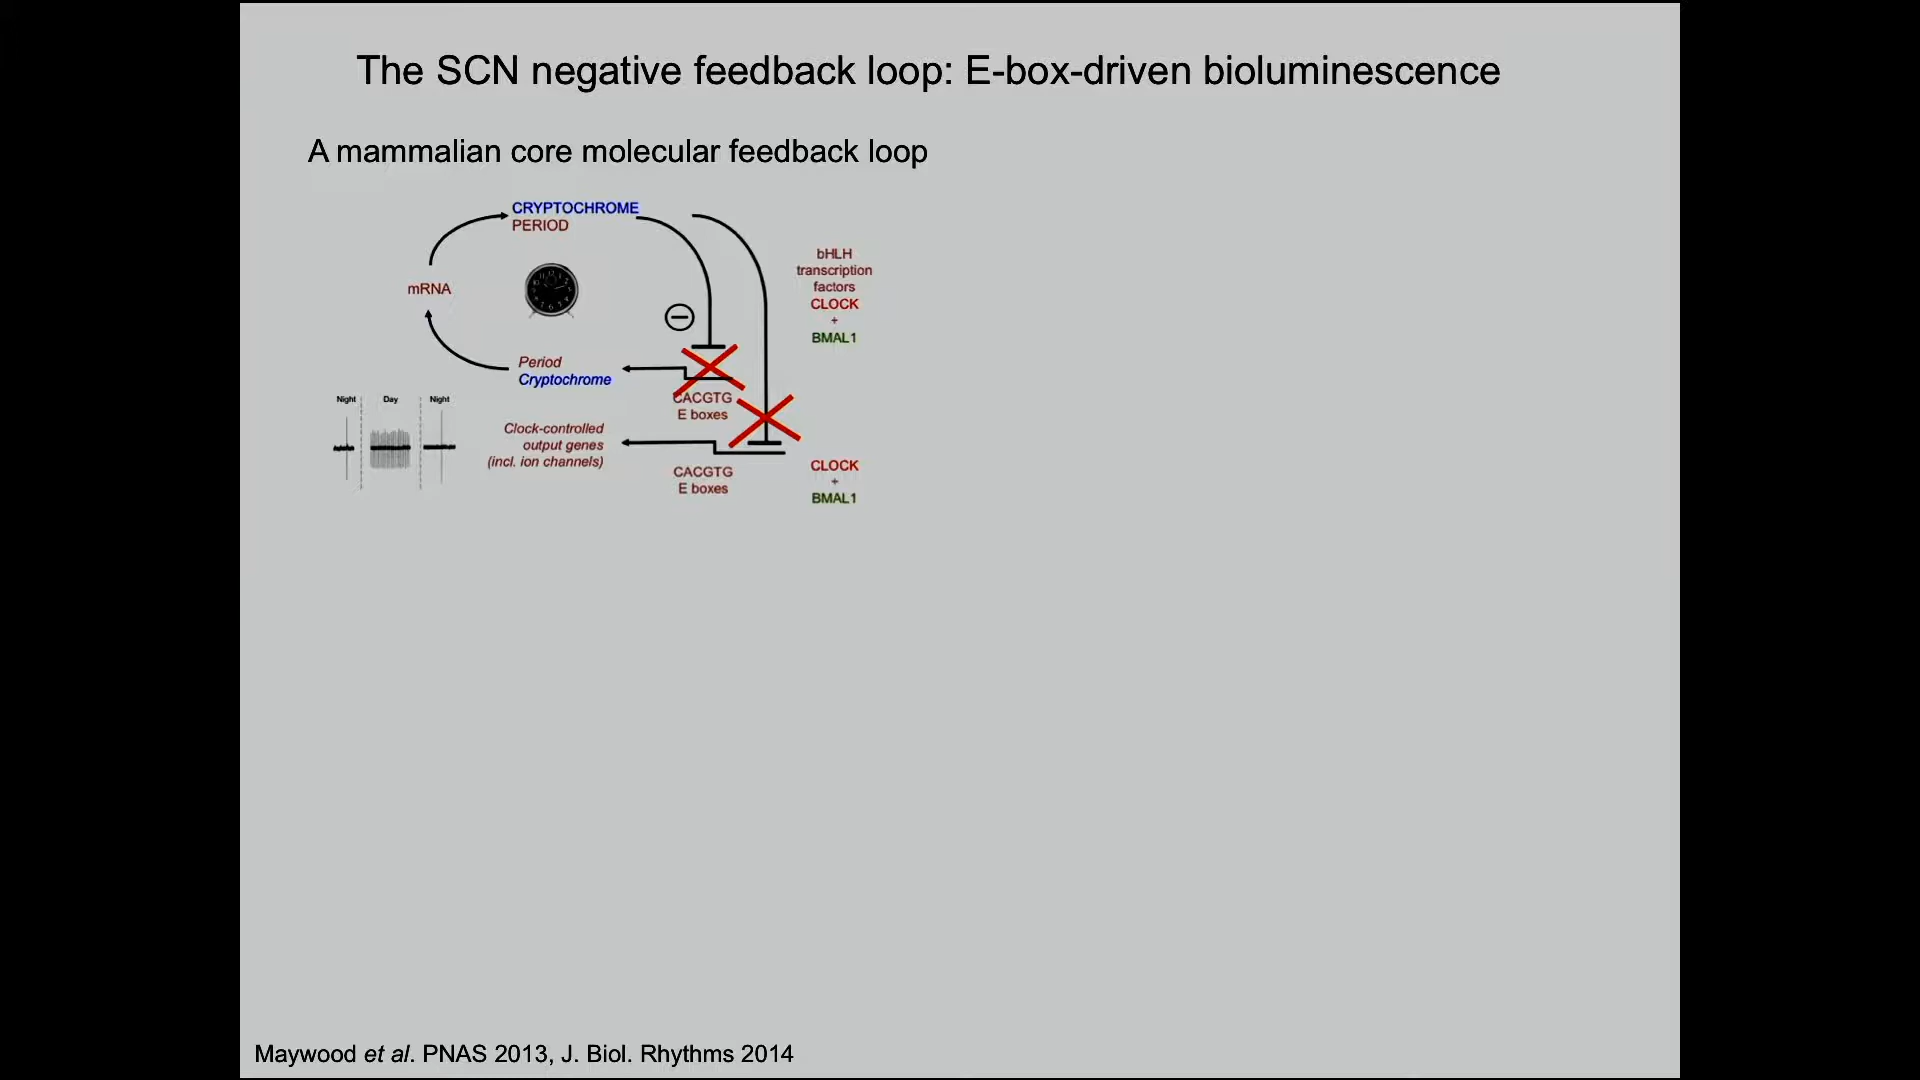 The SCN negative feedback loop: E-box-driven bioluminescence
A mammalian core molecular feedback loop
CRYPTOCHROME
PERIOD
bHLH
transcription
factors
CLOCK
+
BMAL1
mRNA
Period
Cryptochrome
CACGTG
E boxes
Night
Day
Night
Clock-controlled
output genes
(incl. ion channels)
CACGTG
E boxes
CLOCK
+
BMAL1
Maywood et al. PNAS 2013, J. Biol. Rhythms 2014